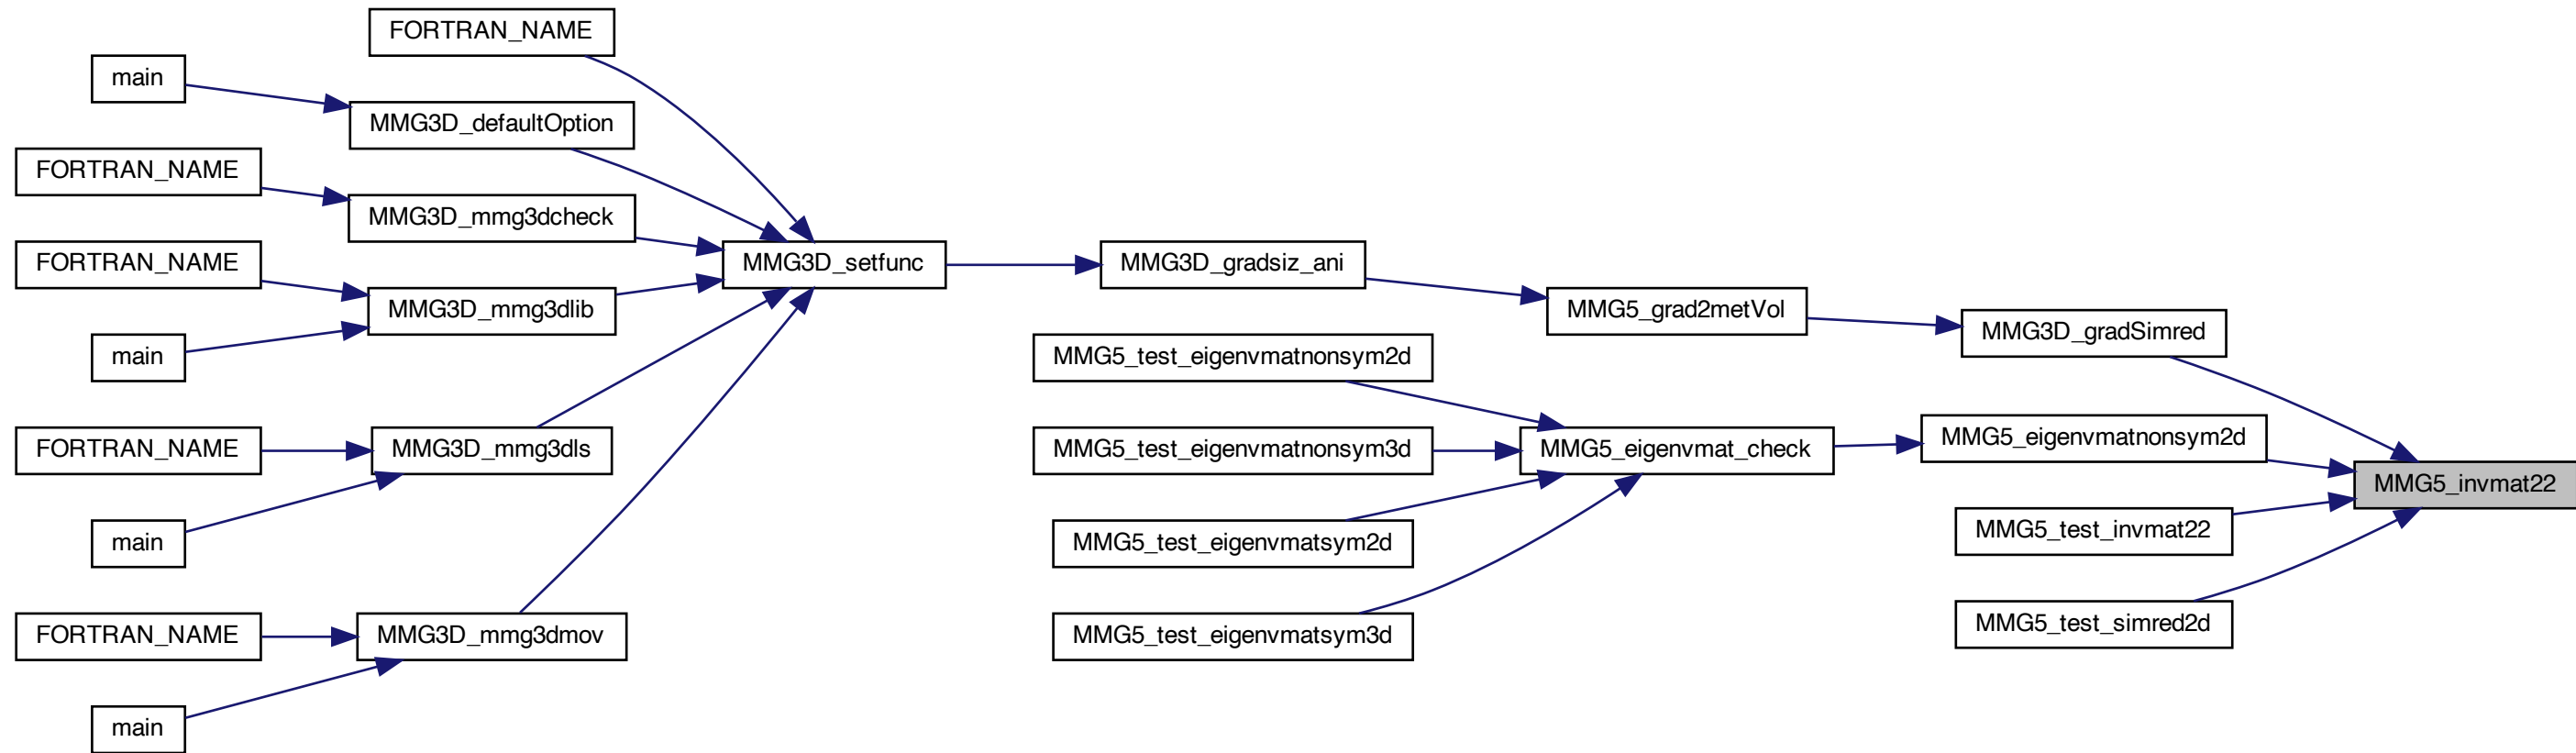 FORTRAN_NAME
main
MMG3D_defaultOption
FORTRAN_NAME
MMG3D_mmg3dcheck
FORTRAN_NAME
MMG3D_setfunc
MMG3D_gradsiz_ani
MMG3D_mmg3dlib
MMG5_grad2metVol
MMG3D_gradSimred
main
MMG5_test_eigenvmatnonsym2d
FORTRAN_NAME
MMG3D_mmg3dls
MMG5_test_eigenvmatnonsym3d
MMG5_eigenvmat_check
MMG5_eigenvmatnonsym2d
MMG5_invmat22
main
MMG5_test_eigenvmatsym2d
MMG5_test_invmat22
FORTRAN_NAME
MMG3D_mmg3dmov
MMG5_test_eigenvmatsym3d
MMG5_test_simred2d
main